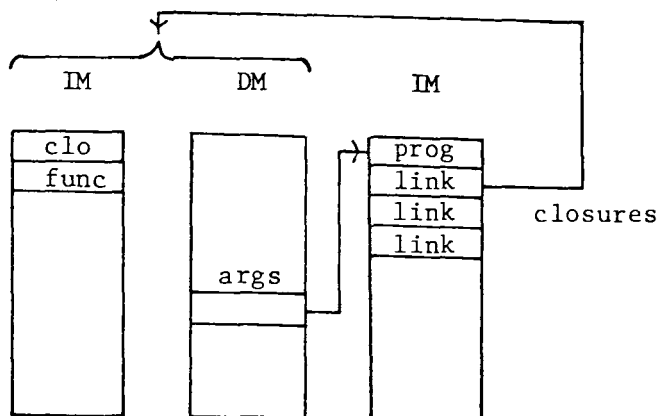 IM DM IM
clo
func
args
prog
link
link
link
closures